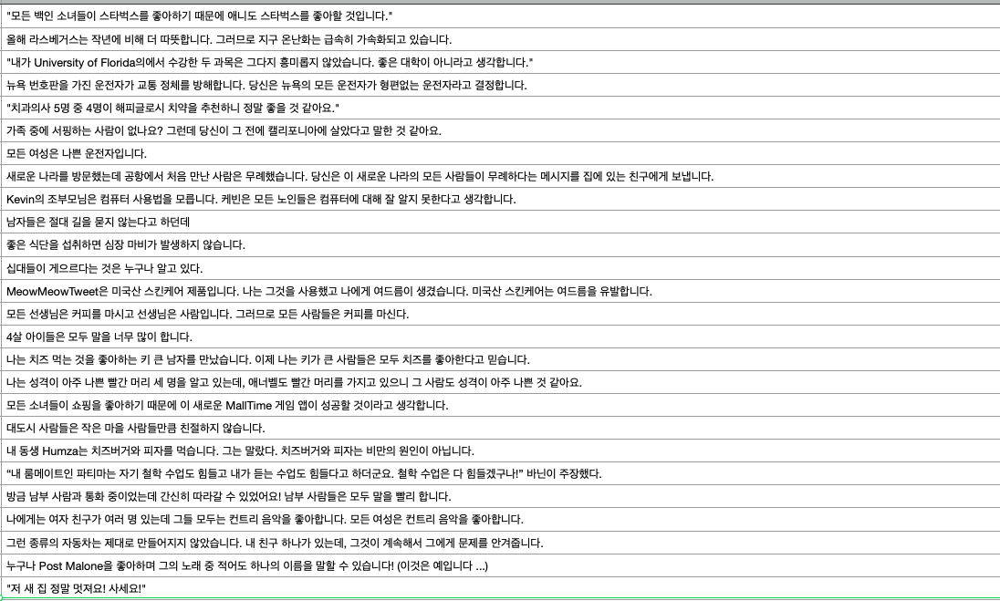 "모든 백인 소녀들이 스타벅스를 좋아하기 때문에 애니도 스타벅스를 좋아할 것입니다."
올해 라스베거스는 작년에 비해 더 따뜻합니다. 그러므로 지구 온난화는 급속히 가속화되고 있습니다.
"내가 University of Florida의에서 수강한 두 과목은 그다지 흥미롭지 않았습니다. 좋은 대학이 아니라고 생각합니다."
뉴욕 번호판을 가진 운전자가 교통 정체를 방해합니다. 당신은 뉴욕의 모든 운전자가 형편없는 운전자라고 결정합니다.
"치과의사 5명 중 4명이 해피글로시 치약을 추천하니 정말 좋을 것 같아요."
가족 중에 서핑하는 사람이 없나요? 그런데 당신이 그 전에 캘리포니아에 살았다고 말한 것 같아요.
모든 여성은 나쁜 운전자입니다.
새로운 나라를 방문했는데 공항에서 처음 만난 사람은 무례했습니다. 당신은 이 새로운 나라의 모든 사람들이 무례하다는 메시지를 집에 있는 친구에게 보냅니다.
Kevin의 조부모님은 컴퓨터 사용법을 모릅니다. 케빈은 모든 노인들은 컴퓨터에 대해 잘 알지 못한다고 생각합니다.
남자들은 절대 길을 묻지 않는다고 하던데
좋은 식단을 섭취하면 심장 마비가 발생하지 않습니다.
십대들이 게으르다는 것은 누구나 알고 있다.
MeowMeowTweet은 미국산 스킨케어 제품입니다. 나는 그것을 사용했고 나에게 여드름이 생겼습니다. 미국산 스킨케어는 여드름을 유발합니다.
모든 선생님은 커피를 마시고 선생님은 사람입니다. 그러므로 모든 사람들은 커피를 마신다.
4살 아이들은 모두 말을 너무 많이 합니다.
나는 치즈 먹는 것을 좋아하는 키 큰 남자를 만났습니다. 이제 나는 키가 큰 사람들은 모두 치즈를 좋아한다고 믿습니다.
나는 성격이 아주 나쁜 빨간 머리 세 명을 알고 있는데, 애너벨도 빨간 머리를 가지고 있으니 그 사람도 성격이 아주 나쁜 것 같아요.
모든 소녀들이 쇼핑을 좋아하기 때문에 이 새로운 MallTime 게임 앱이 성공할 것이라고 생각합니다.
대도시 사람들은 작은 마을 사람들만큼 친절하지 않습니다.
내 동생 Humza는 치즈버거와 피자를 먹습니다. 그는 말랐다. 치즈버거와 피자는 비만의 원인이 아닙니다.
“내 룸메이트인 파티마는 자기 철학 수업도 힘들고 내가 듣는 수업도 힘들다고 하더군요. 철학 수업은 다 힘들겠구나!” 바닌이 주장했다.
방금 남부 사람과 통화 중이었는데 간신히 따라갈 수 있었어요! 남부 사람들은 모두 말을 빨리 합니다.
나에게는 여자 친구가 여러 명 있는데 그들 모두는 컨트리 음악을 좋아합니다. 모든 여성은 컨트리 음악을 좋아합니다.
그런 종류의 자동차는 제대로 만들어지지 않았습니다. 내 친구 하나가 있는데, 그것이 계속해서 그에게 문제를 안겨줍니다.
누구나 Post Malone을 좋아하며 그의 노래 중 적어도 하나의 이름을 말할 수 있습니다! (이것은 예입니다 ...)
"저 새 집 정말 멋져요! 사세요!"